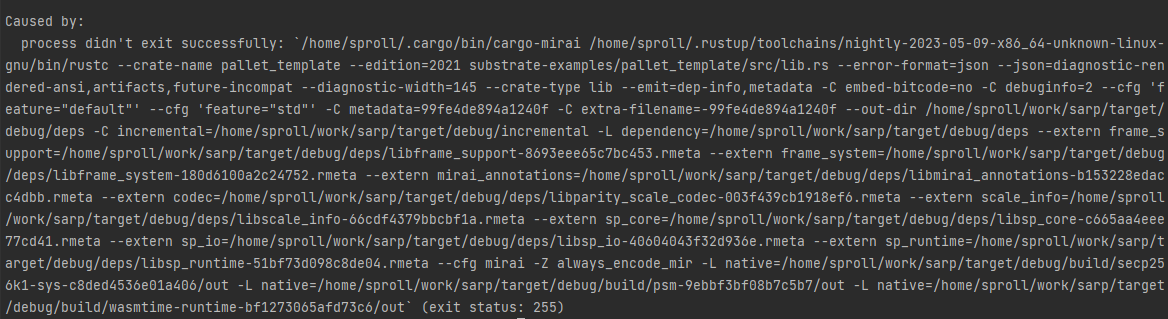 Caused by:
  process didn't exit successfully: `/home/sproll/.cargo/bin/cargo-mirai /home/sproll/.rustup/toolchains/nightly-2023-05-09-x86_64-unknown-linux-
gnu/bin/rustc --crate-name pallet_template --edition=2021 substrate-examples/pallet_template/src/lib.rs --error-format=json --json=diagnostic-ren
dered-ansi,artifacts,future-incompat --diagnostic-width=145 --crate-type lib --emit=dep-info,metadata -C embed-bitcode=no -C debuginfo=2 --cfg 'f
eature="default"' --cfg 'feature="std"' -C metadata=99fe4de894a1240f -C extra-filename=-99fe4de894a1240f --out-dir /home/sproll/work/sarp/target/
debug/deps -C incremental=/home/sproll/work/sarp/target/debug/incremental -L dependency=/home/sproll/work/sarp/target/debug/deps --extern frame_s
upport=/home/sproll/work/sarp/target/debug/deps/libframe_support-8693eee65c7bc453.rmeta --extern frame_system=/home/sproll/work/sarp/target/debug
/deps/libframe_system-180d6100a2c24752.rmeta --extern mirai_annotations=/home/sproll/work/sarp/target/debug/deps/libmirai_annotations-b153228edac
c4dbb.rmeta --extern codec=/home/sproll/work/sarp/target/debug/deps/libparity_scale_codec-003f439cb1918ef6.rmeta --extern scale_info=/home/sproll
/work/sarp/target/debug/deps/libscale_info-66cdf4379bbcbf1a.rmeta --extern sp_core=/home/sproll/work/sarp/target/debug/deps/libsp_core-c665aa4eee
77cd41.rmeta --extern sp_io=/home/sproll/work/sarp/target/debug/deps/libsp_io-40604043f32d936e.rmeta --extern sp_runtime=/home/sproll/work/sarp/t
arget/debug/deps/libsp_runtime-51bf73d098c8de04.rmeta --cfg mirai -Z always_encode_mir -L native=/home/sproll/work/sarp/target/debug/build/secp25
6k1-sys-c8ded4536e01a406/out -L native=/home/sproll/work/sarp/target/debug/build/psm-9ebbf3bf08b7c5b7/out -L native=/home/sproll/work/sarp/target
/debug/build/wasmtime-runtime-bf1273065afd73c6/out` (exit status: 255)